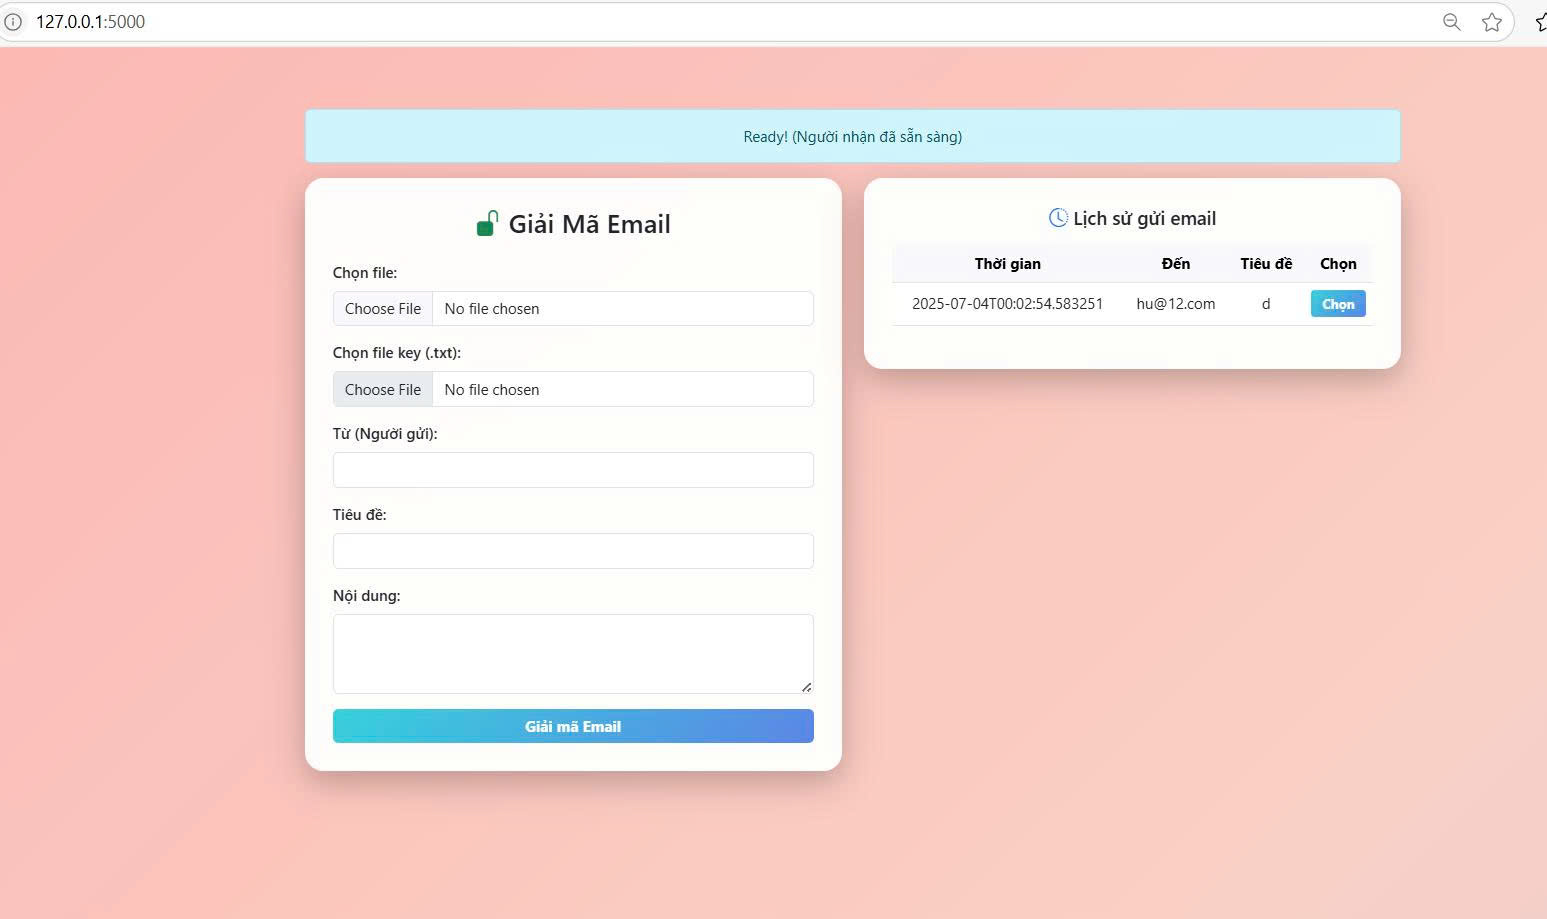 127.0.0.1:5000
Ready! (Người nhận đã sẵn sàng)
Giải Mã Email
Chọn file:
Choose File No file chosen
Chọn file key (.txt):
Choose File No file chosen
Từ (Người gửi):
Tiêu đề:
Nội dung:
Giải mã Email
Lịch sử gửi email
Thời gian Đến Tiêu đề Chọn
2025-07-04T00:02:54.583251 hu@12.com d Chọn